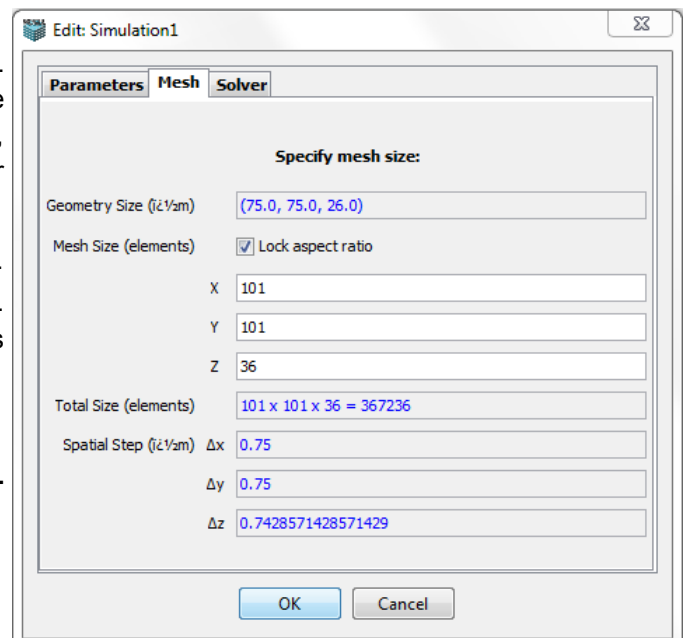 Edit: Simulation1
Parameters Mesh Solver
Specify mesh size:
Geometry Size (ï¿½m) (75.0, 75.0, 26.0)
Mesh Size (elements) Lock aspect ratio
X 101
Y 101
Z 36
Total Size (elements) 101 x 101 x 36 = 367236
Spatial Step (ï¿½m) Δx 0.75
Δy 0.75
Δz 0.7428571428571429
OK Cancel